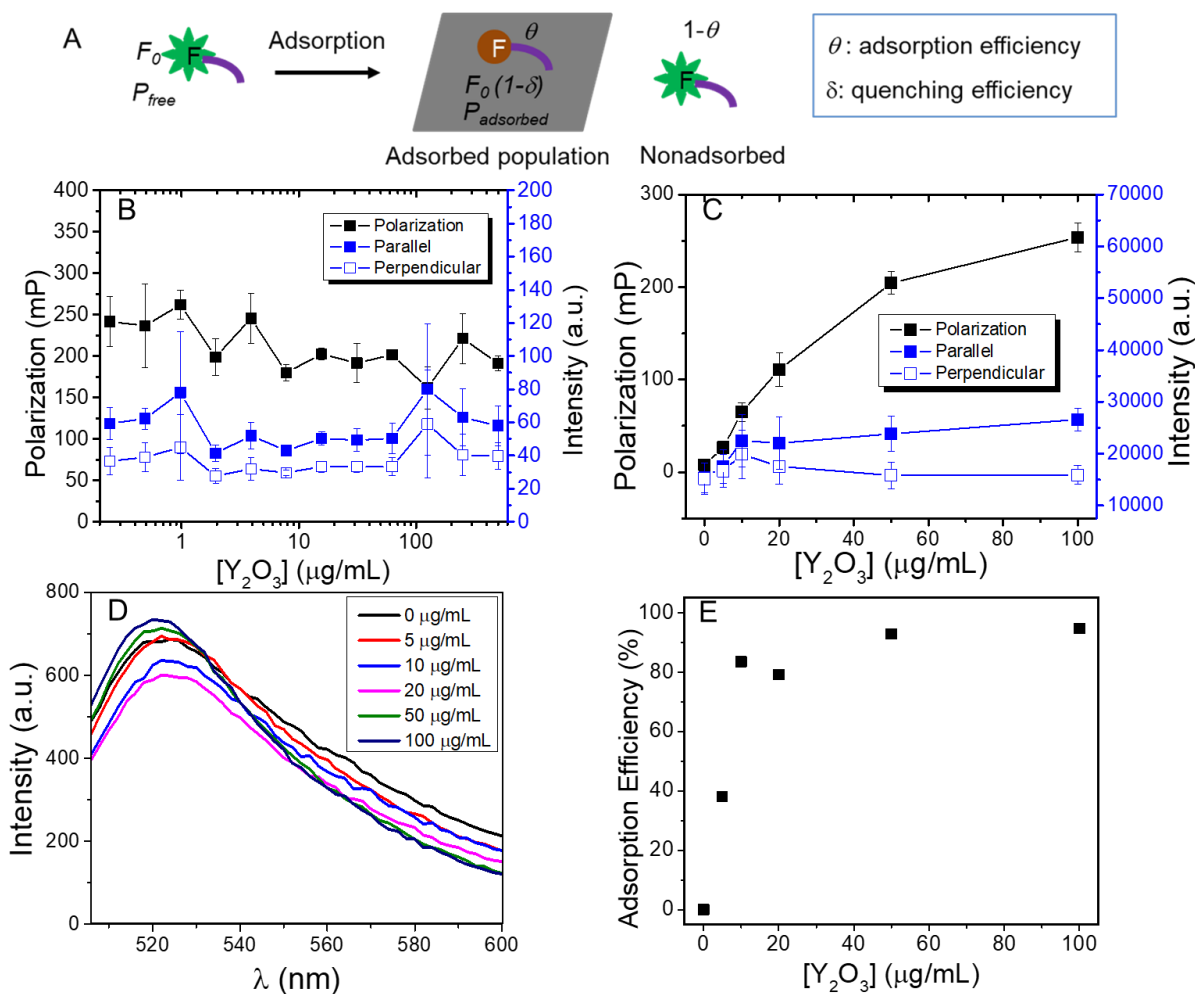 A
F₀
P_free
F
Adsorption
F
θ
F₀(1-δ)
P_adsorbed
1-θ
F
θ: adsorption efficiency
δ: quenching efficiency
Adsorbed population
Nonadsorbed
B
Polarization
Parallel
Perpendicular
400
350
300
250
200
150
100
50
0
Polarization (mP)
200
180
160
140
120
100
80
60
40
20
0
Intensity (a.u.)
1
10
100
[Y₂O₃] (μg/mL)
C
Polarization
Parallel
Perpendicular
300
200
100
0
Polarization (mP)
70000
60000
50000
40000
30000
20000
10000
Intensity (a.u.)
0
20
40
60
80
100
[Y₂O₃] (μg/mL)
D
0 μg/mL
5 μg/mL
10 μg/mL
20 μg/mL
50 μg/mL
100 μg/mL
800
600
400
200
0
Intensity (a.u.)
520
540
560
580
600
λ (nm)
E
100
80
60
40
20
0
Adsorption Efficiency (%)
0
20
40
60
80
100
[Y₂O₃] (μg/mL)